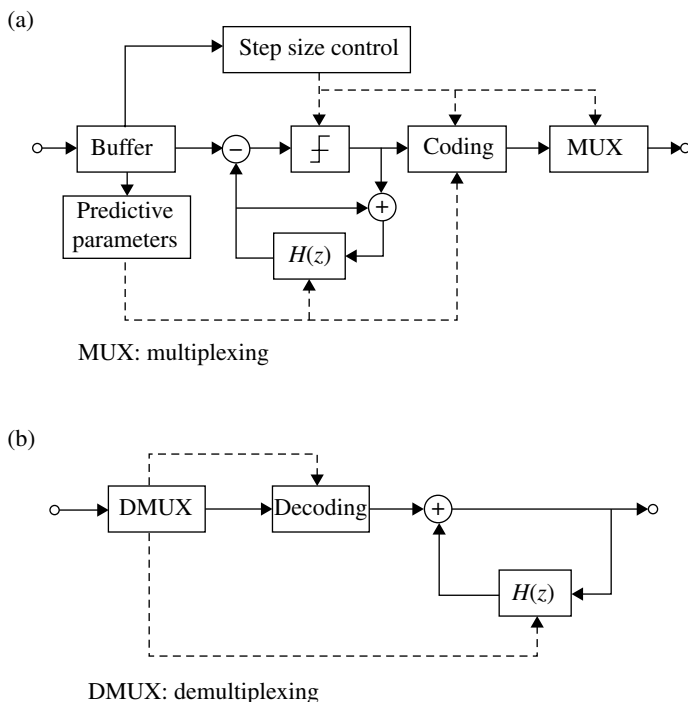 (a)
Step size control
Buffer
−
Coding
MUX
Predictive
parameters
+
H(z)
MUX: multiplexing
(b)
DMUX
Decoding
+
H(z)
DMUX: demultiplexing